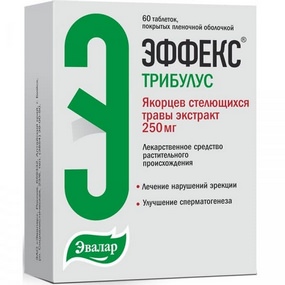 60 таблеток,
покрытых пленочной оболочкой
ЭФФЕКС®
ТРИБУЛУС
Якорцев стелющихся
травы экстракт
250 мг
Лекарственное средство
растительного
происхождения
• Лечение нарушений эрекции
• Улучшение сперматогенеза
Эвалар